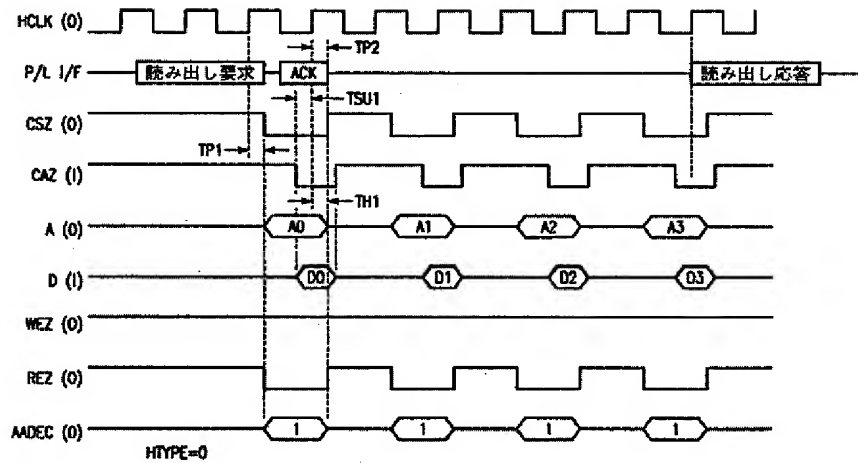 HCLK (O)
TP2
P/L I/F 読み出し要求 ACK 読み出し応答
TSU1
CSZ (O)
TP1
CAZ (I)
TH1
A (O) A0 A1 A2 A3
D (I) D0 D1 D2 D3
WEZ (O)
REZ (O)
AADEC (O) 1 1 1 1
HTYPE=0